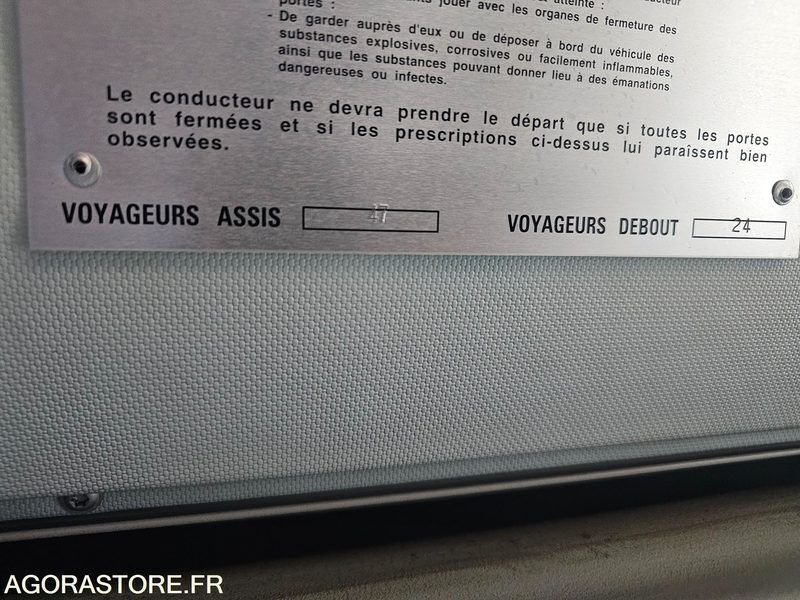 atteinte :
jouer avec les organes de fermeture des
portes :
- De garder auprès d'eux ou de déposer à bord du véhicule des
substances explosives, corrosives ou facilement inflammables,
ainsi que les substances pouvant donner lieu à des émanations
dangereuses ou infectes.
Le conducteur ne devra prendre le départ que si toutes les portes
sont fermées et si les prescriptions ci-dessus lui paraîssent bien
observées.
VOYAGEURS ASSIS 47
VOYAGEURS DEBOUT 24
AGORASTORE.FR